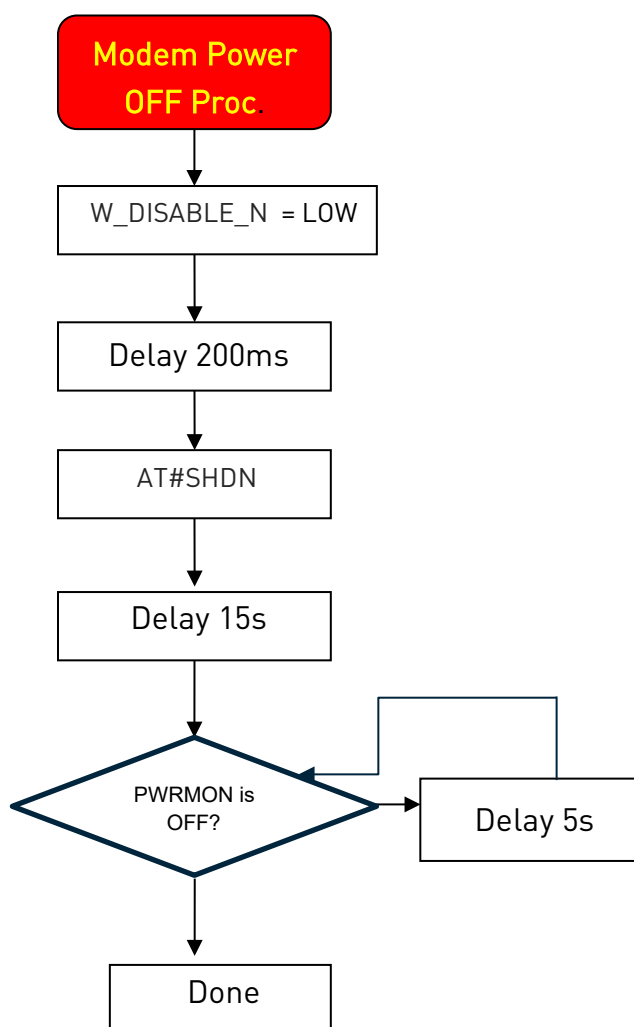 Modem Power
OFF Proc.
W_DISABLE_N = LOW
Delay 200ms
AT#SHDN
Delay 15s
PWRMON is
OFF?
Delay 5s
Done